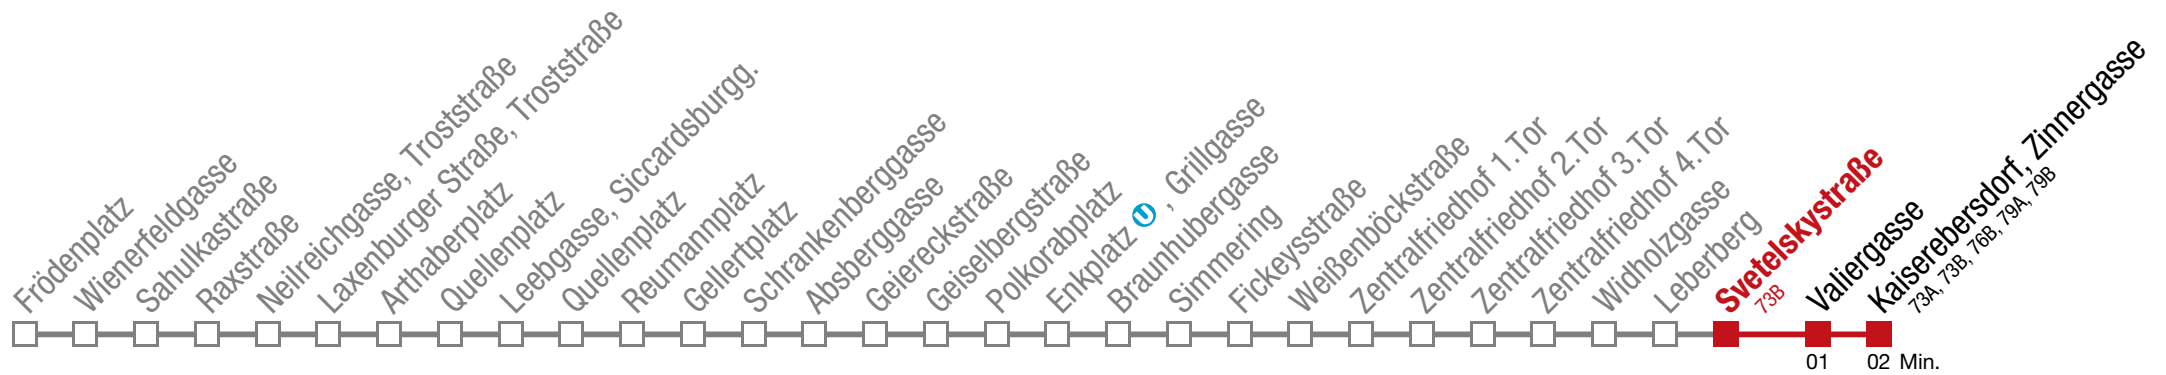 Frödenplatz
Wienerfeldgasse
Sahulkastraße
Raxstraße
Neilreichgasse, Troststraße
Laxenburger Straße, Troststraße
Arthaberplatz
Quellenplatz
Leebgasse, Siccardsburgg.
Quellenplatz
Reumannplatz
Gellertplatz
Schrankenberggasse
Absberggasse
Geiereckstraße
Geiselbergstraße
Polkorabplatz
Enkplatz U , Grillgasse
Braunhubergasse
Simmering
Fickeysstraße
Weißenböckstraße
Zentralfriedhof 1.Tor
Zentralfriedhof 2.Tor
Zentralfriedhof 3.Tor
Zentralfriedhof 4.Tor
Widholzgasse
Leberberg
Svetelskystraße
73B
Valiergasse
Kaiserebersdorf, Zinnergasse
73A, 73B, 76B, 79A, 79B
01 02 Min.